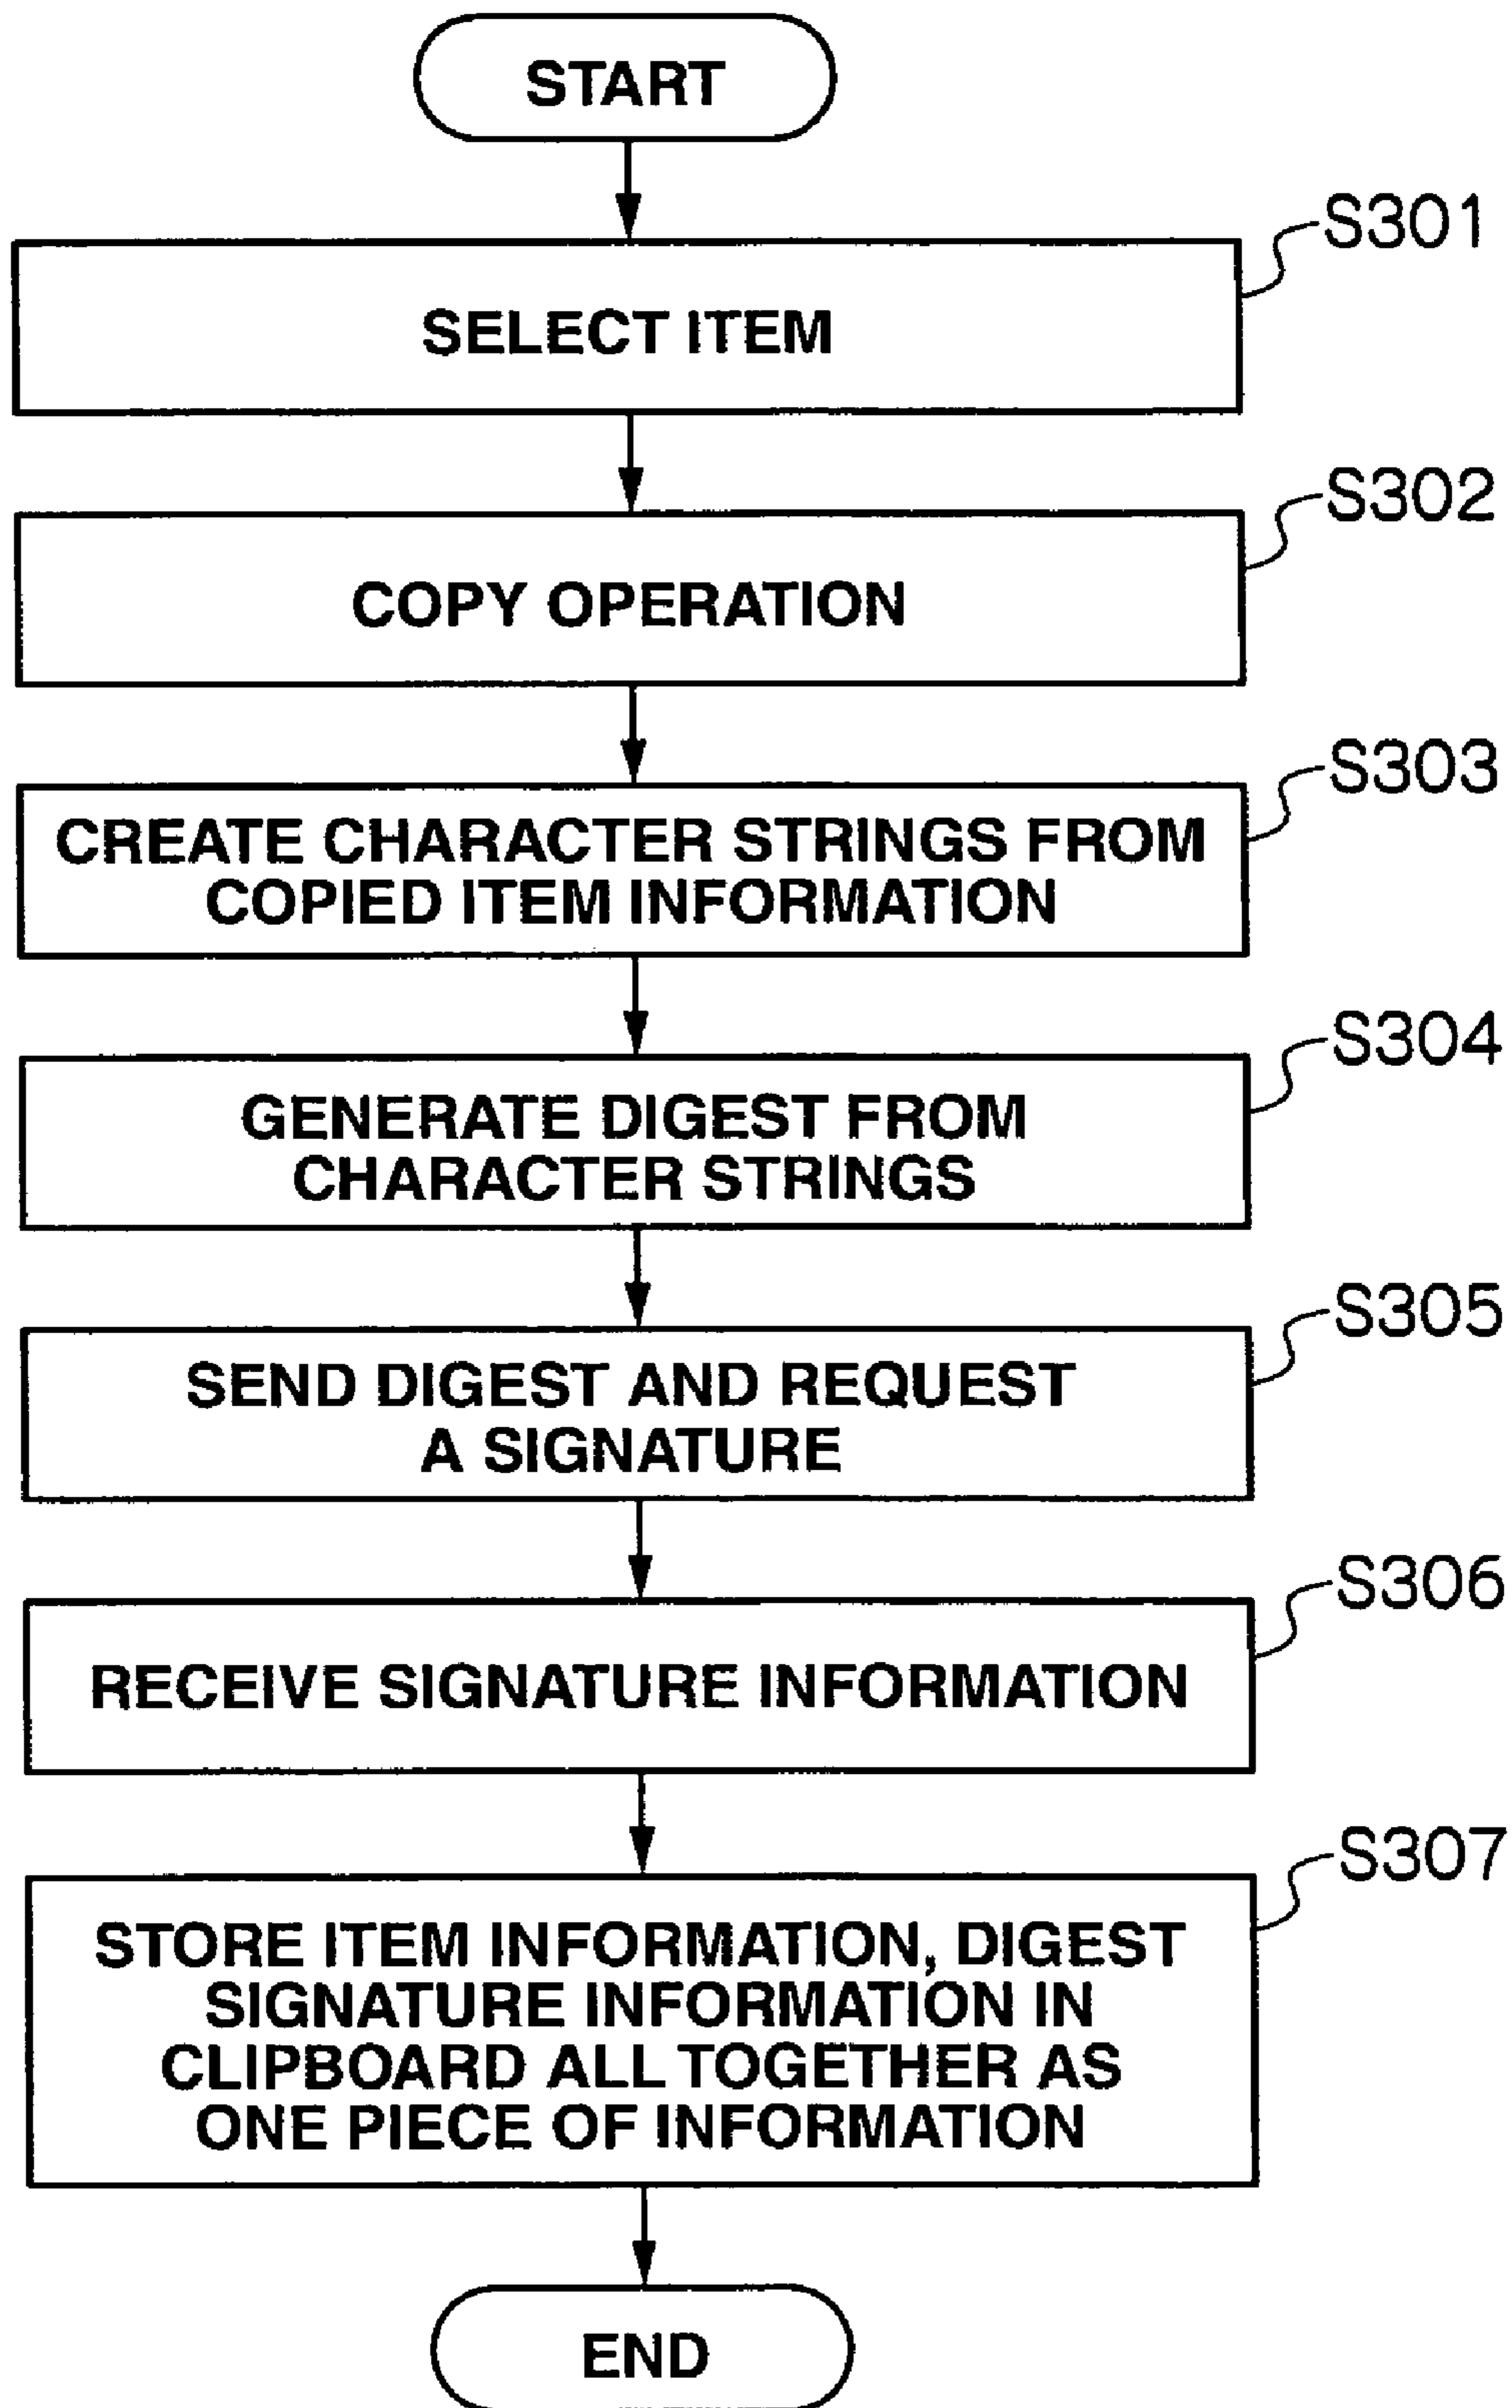 START
S301
SELECT ITEM
S302
COPY OPERATION
S303
CREATE CHARACTER STRINGS FROM
COPIED ITEM INFORMATION
S304
GENERATE DIGEST FROM
CHARACTER STRINGS
S305
SEND DIGEST AND REQUEST
A SIGNATURE
S306
RECEIVE SIGNATURE INFORMATION
S307
STORE ITEM INFORMATION, DIGEST
SIGNATURE INFORMATION IN
CLIPBOARD ALL TOGETHER AS
ONE PIECE OF INFORMATION
END